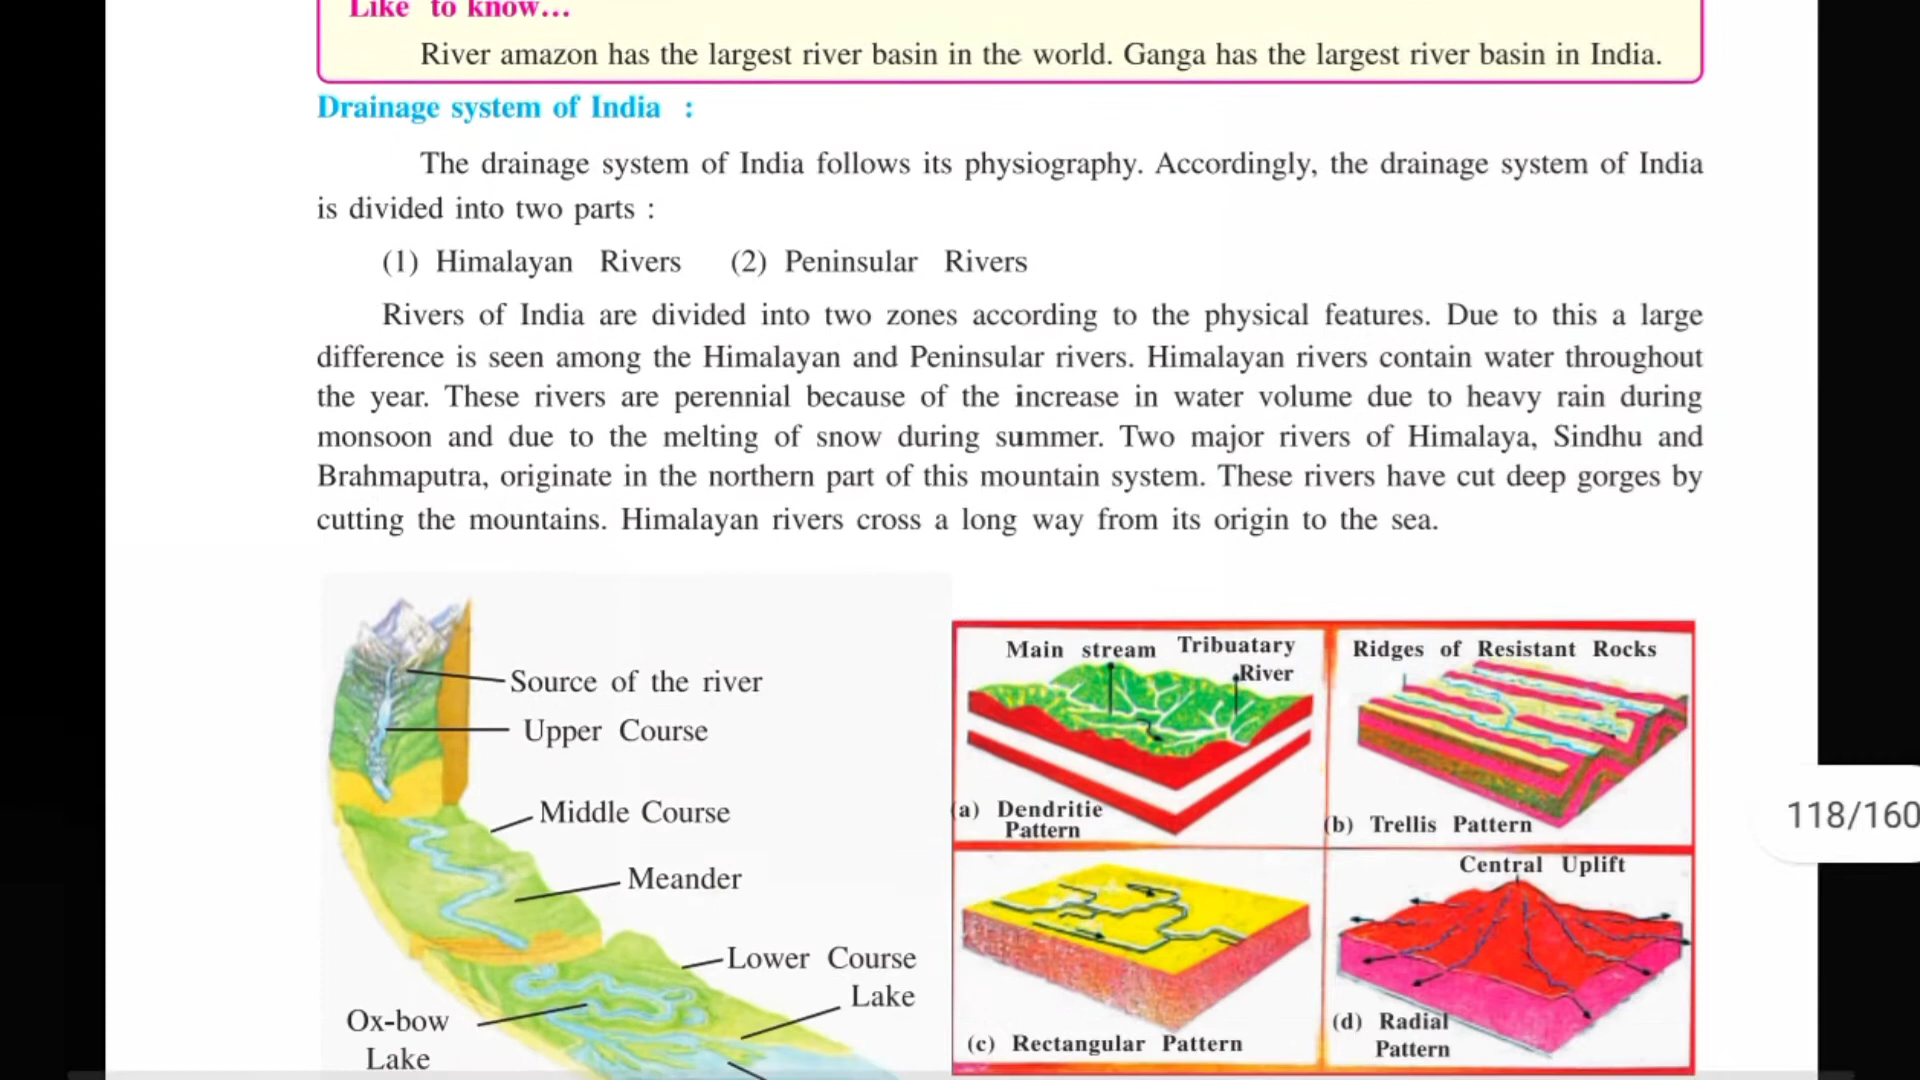 Like to know...
River amazon has the largest river basin in the world. Ganga has the largest river basin in India.
Drainage system of India :
The drainage system of India follows its physiography. Accordingly, the drainage system of India
is divided into two parts :
(1) Himalayan Rivers (2) Peninsular Rivers
Rivers of India are divided into two zones according to the physical features. Due to this a large
difference is seen among the Himalayan and Peninsular rivers. Himalayan rivers contain water throughout
the year. These rivers are perennial because of the increase in water volume due to heavy rain during
monsoon and due to the melting of snow during summer. Two major rivers of Himalaya, Sindhu and
Brahmaputra, originate in the northern part of this mountain system. These rivers have cut deep gorges by
cutting the mountains. Himalayan rivers cross a long way from its origin to the sea.
Source of the river
Upper Course
Middle Course
Meander
Lower Course
Lake
Ox-bow
Lake
Main stream Tribuatary
River
(a) Dendritie
Pattern
Ridges of Resistant Rocks
(b) Trellis Pattern
(c) Rectangular Pattern
Central Uplift
(d) Radial
Pattern
118/160